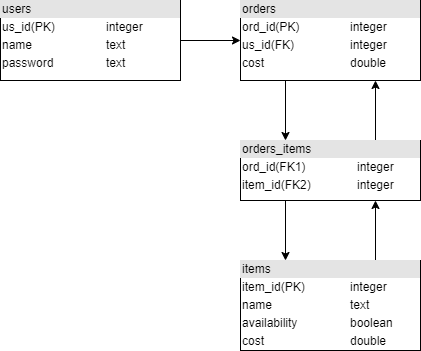 users
us_id(PK) integer
name text
password text
orders
ord_id(PK) integer
us_id(FK) integer
cost double
orders_items
ord_id(FK1) integer
item_id(FK2) integer
items
item_id(PK) integer
name text
availability boolean
cost double